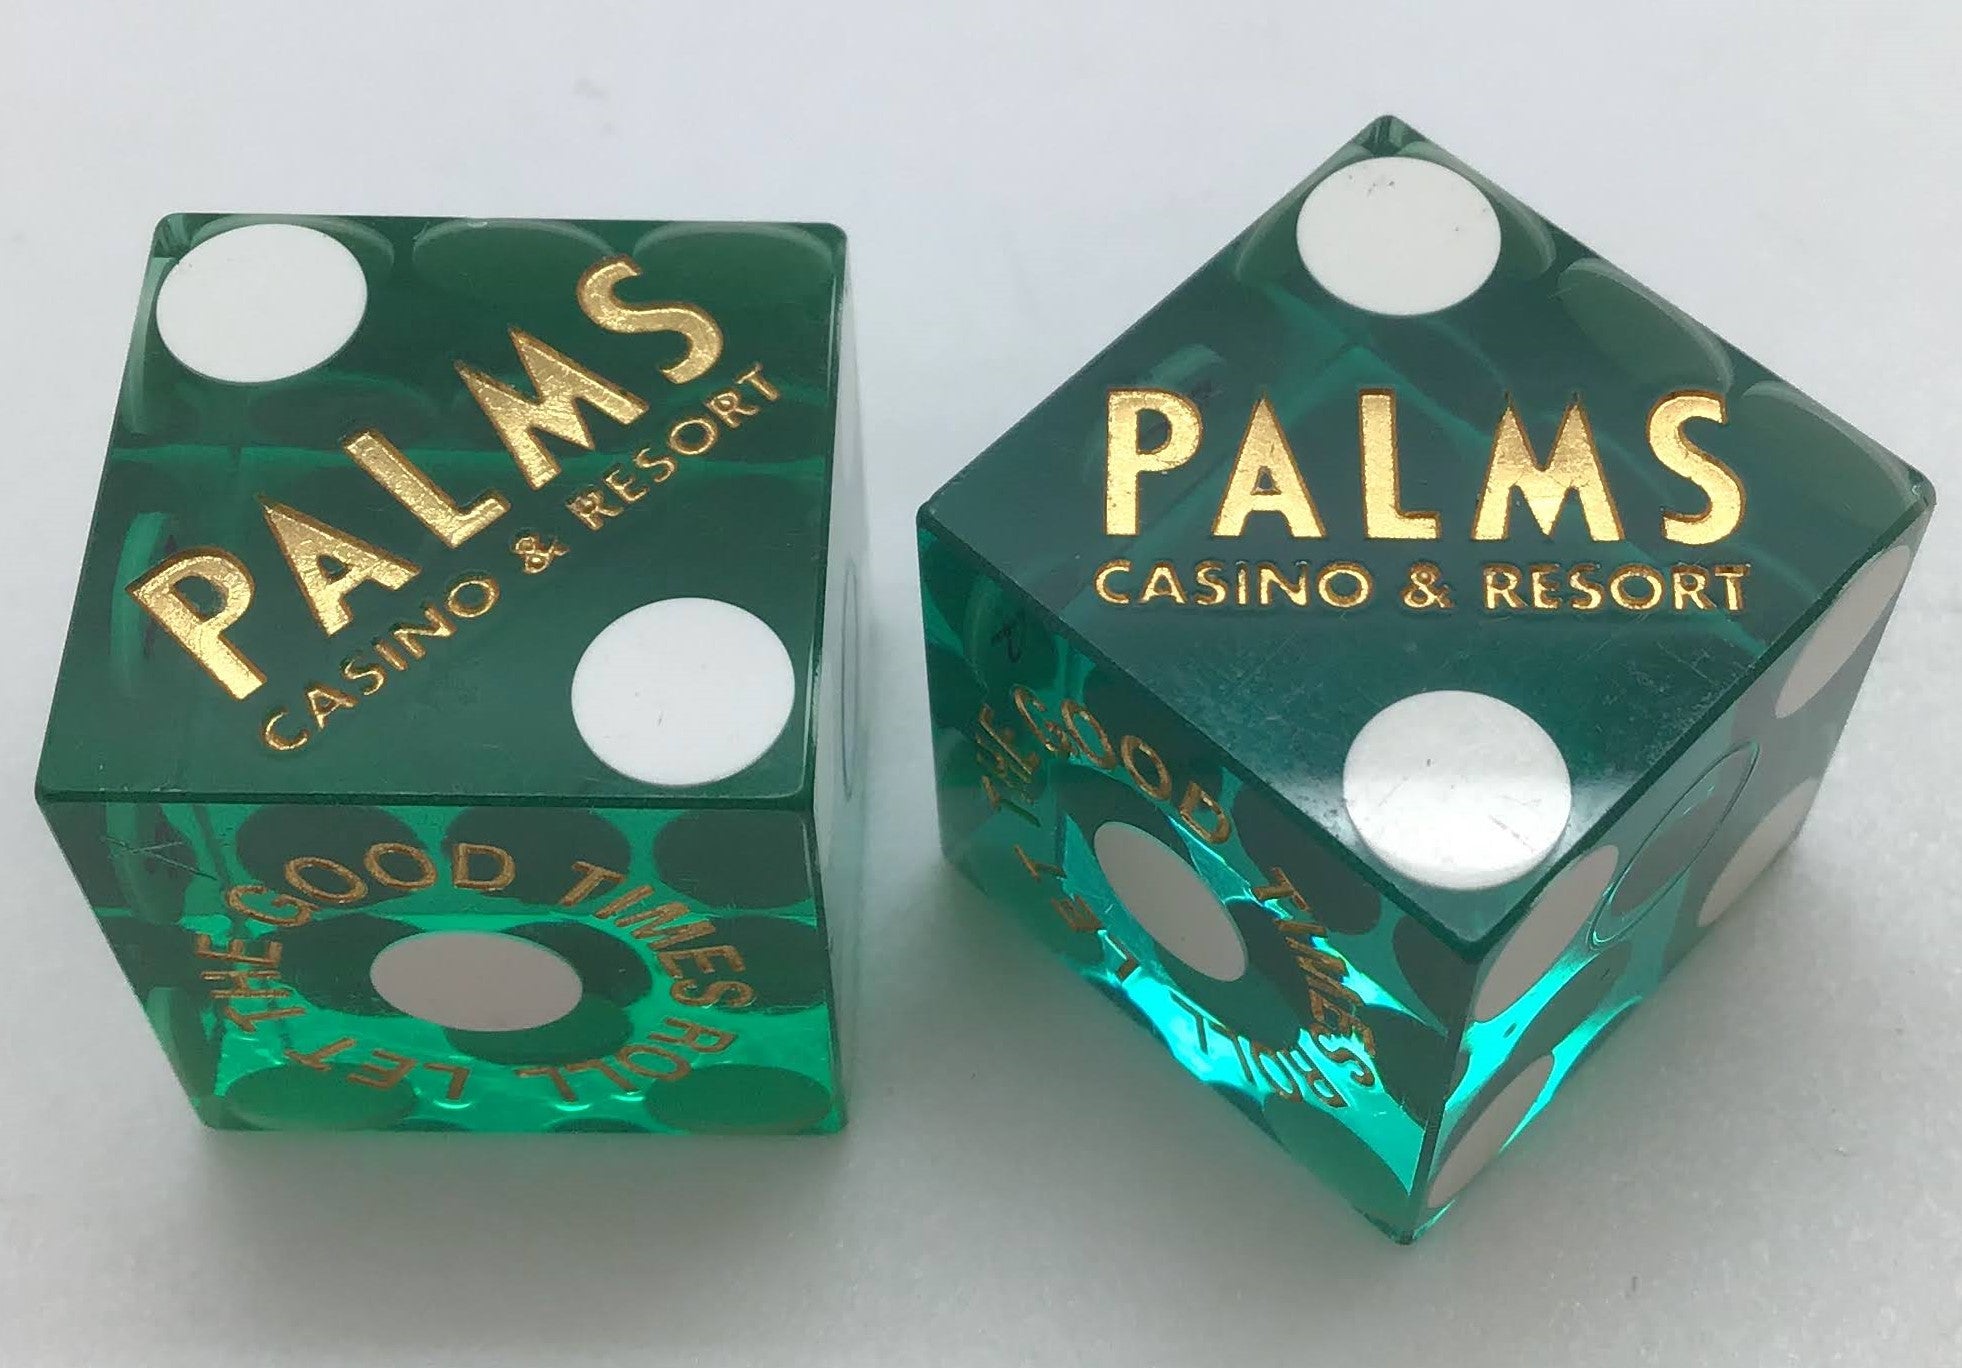 PALMS
CASINO & RESORT
LET THE GOOD TIMES ROLL
PALMS
CASINO & RESORT
LET THE GOOD TIMES ROLL